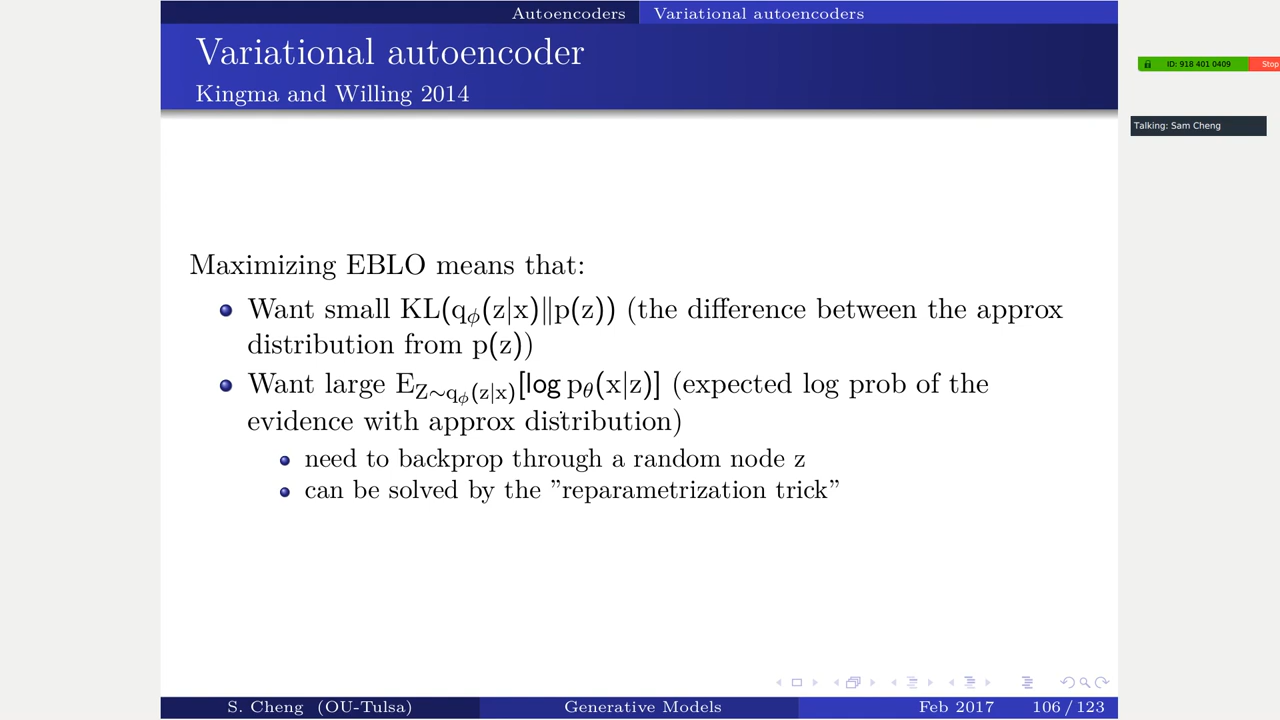 Autoencoders Variational autoencoders
Variational autoencoder
Kingma and Willing 2014
ID: 918 401 0409 Stop
Talking: Sam Cheng
Maximizing EBLO means that:
Want small KL(qϕ(z|x)‖p(z)) (the difference between the approx
distribution from p(z))
Want large E_{Z∼qϕ(z|x)}[log pθ(x|z)] (expected log prob of the
evidence with approx distribution)
need to backprop through a random node z
can be solved by the ”reparametrization trick”
S. Cheng (OU-Tulsa) Generative Models Feb 2017 106 / 123